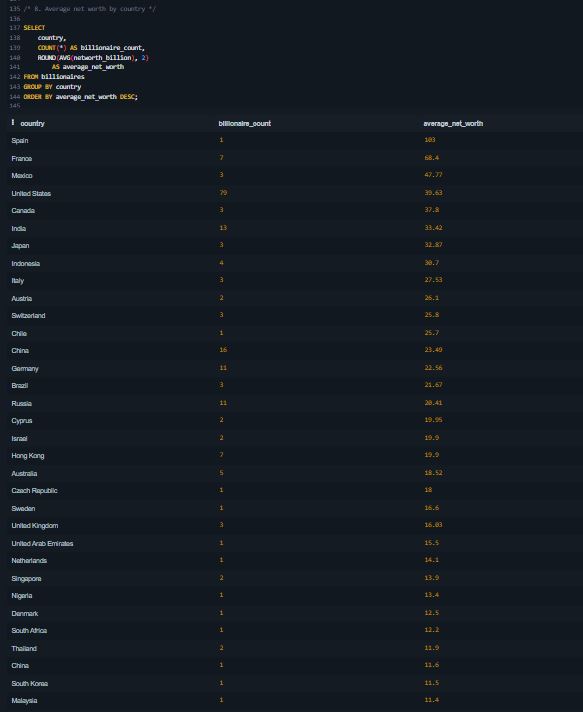 135 /* 8. Average net worth by country */
136
137 SELECT
138 country,
139 COUNT(*) AS billionaire_count,
140 ROUND(AVG(networth_billion), 2)
141 AS average_net_worth
142 FROM billionaires
143 GROUP BY country
144 ORDER BY average_net_worth DESC;
145
country billionaire_count average_net_worth
Spain 1 103
France 7 68.4
Mexico 3 47.77
United States 79 39.63
Canada 3 37.8
India 13 33.42
Japan 3 32.87
Indonesia 4 30.7
Italy 3 27.53
Austria 2 26.1
Switzerland 3 25.8
Chile 1 25.7
China 16 23.49
Germany 11 22.56
Brazil 3 21.67
Russia 11 20.41
Cyprus 2 19.95
Israel 2 19.9
Hong Kong 7 19.9
Australia 5 18.52
Czech Republic 1 18
Sweden 1 16.6
United Kingdom 3 16.03
United Arab Emirates 1 15.5
Netherlands 1 14.1
Singapore 2 13.9
Nigeria 1 13.4
Denmark 1 12.5
South Africa 1 12.2
Thailand 2 11.9
China 1 11.6
South Korea 1 11.5
Malaysia 1 11.4